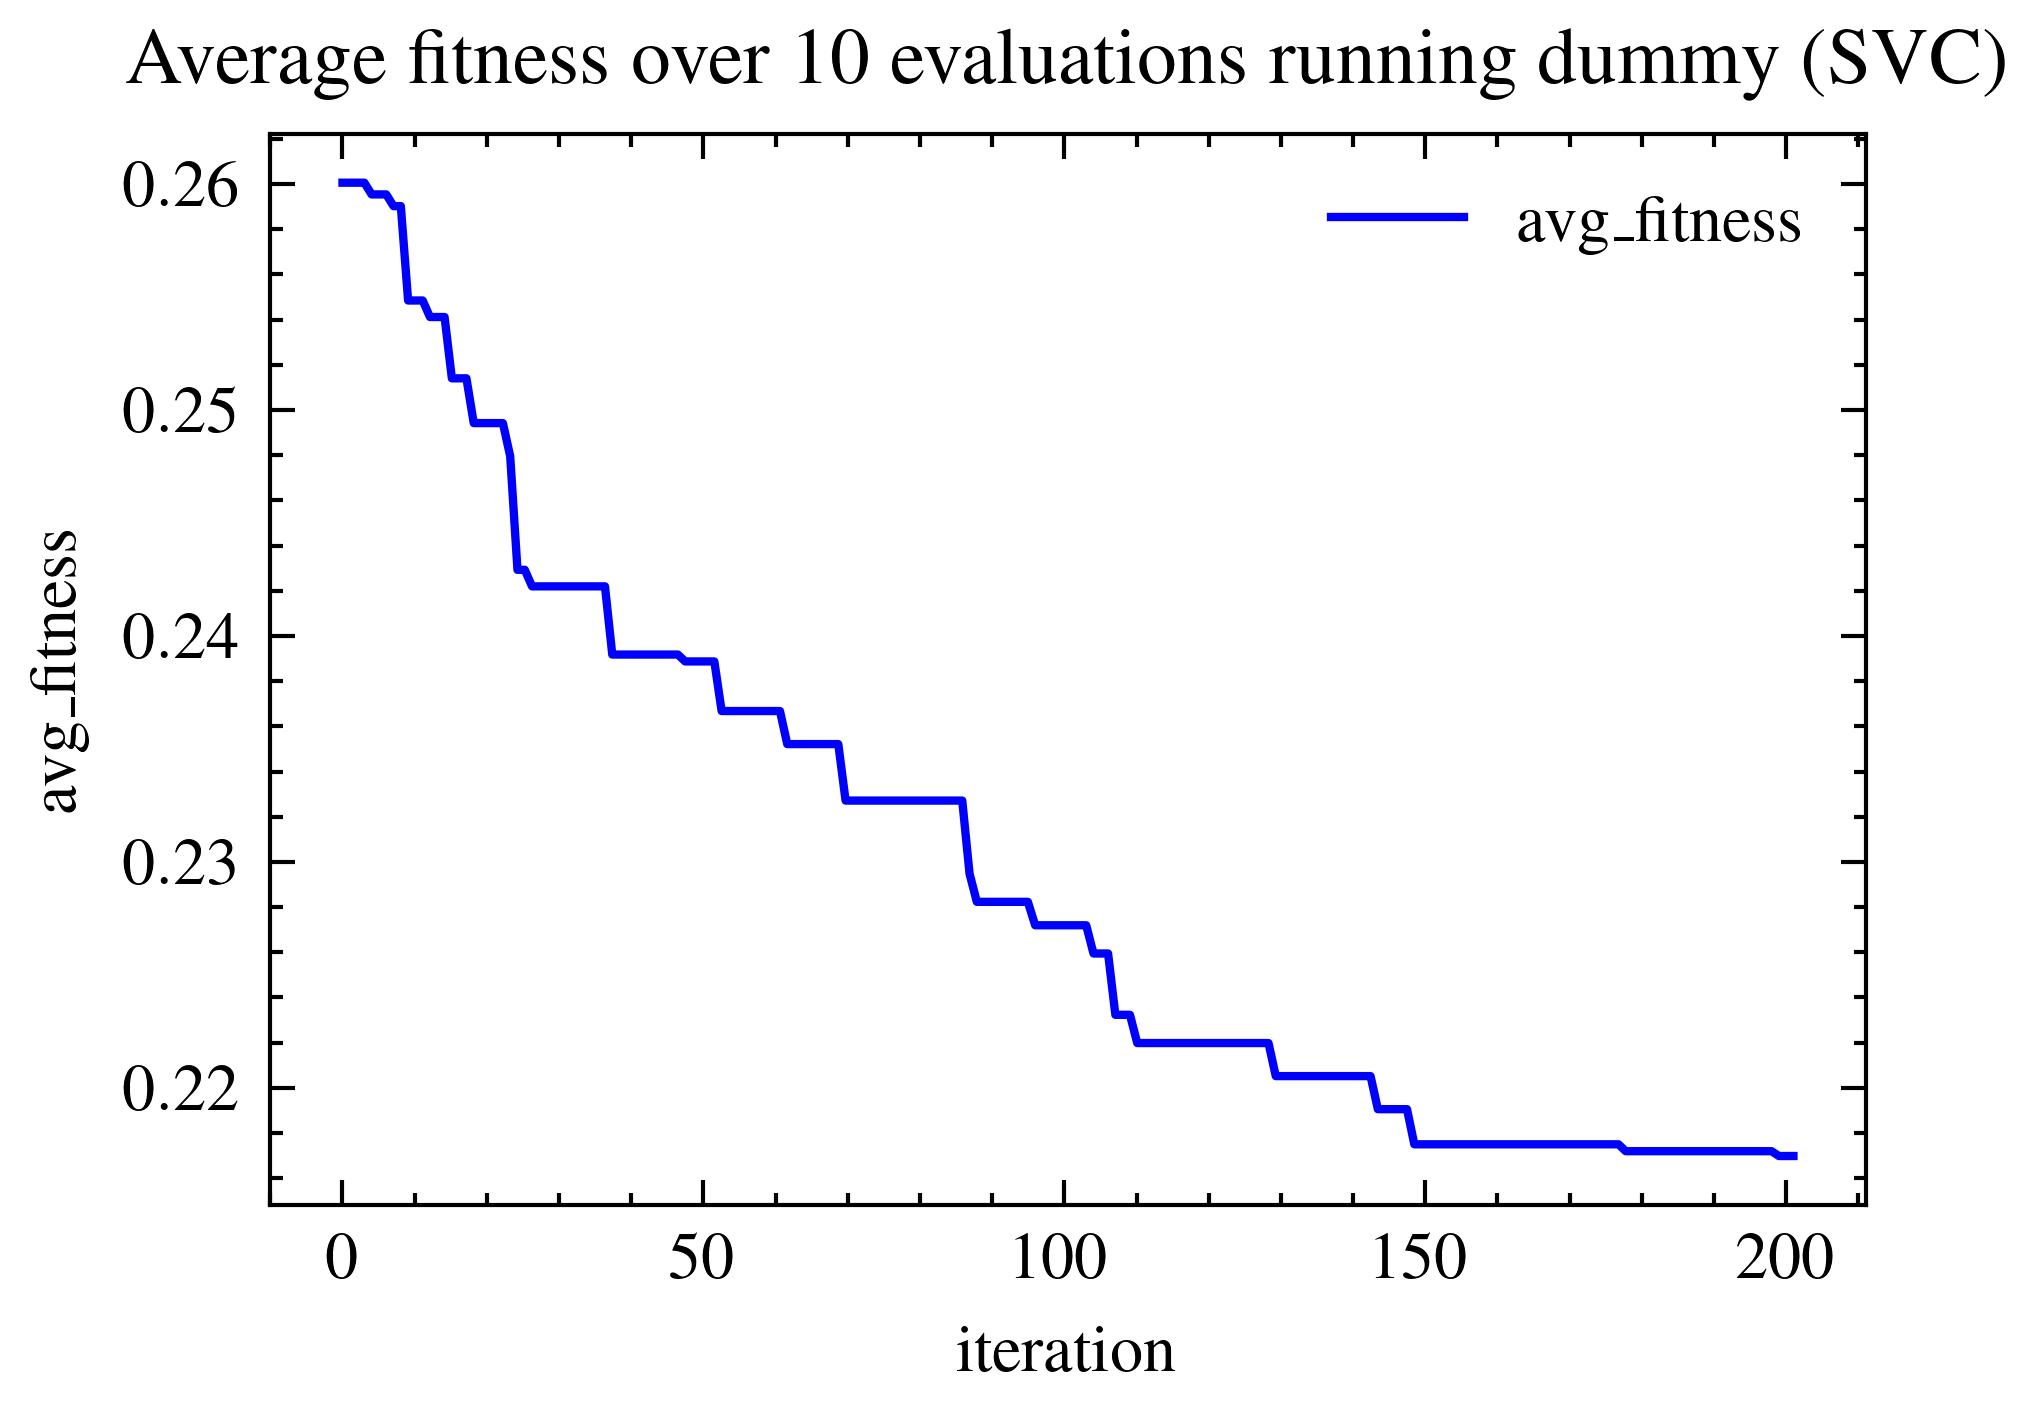 Average fitness over 10 evaluations running dummy (SVC)
avg_fitness
0.26
0.25
0.24
0.23
0.22
avg_fitness
0 50 100 150 200
iteration